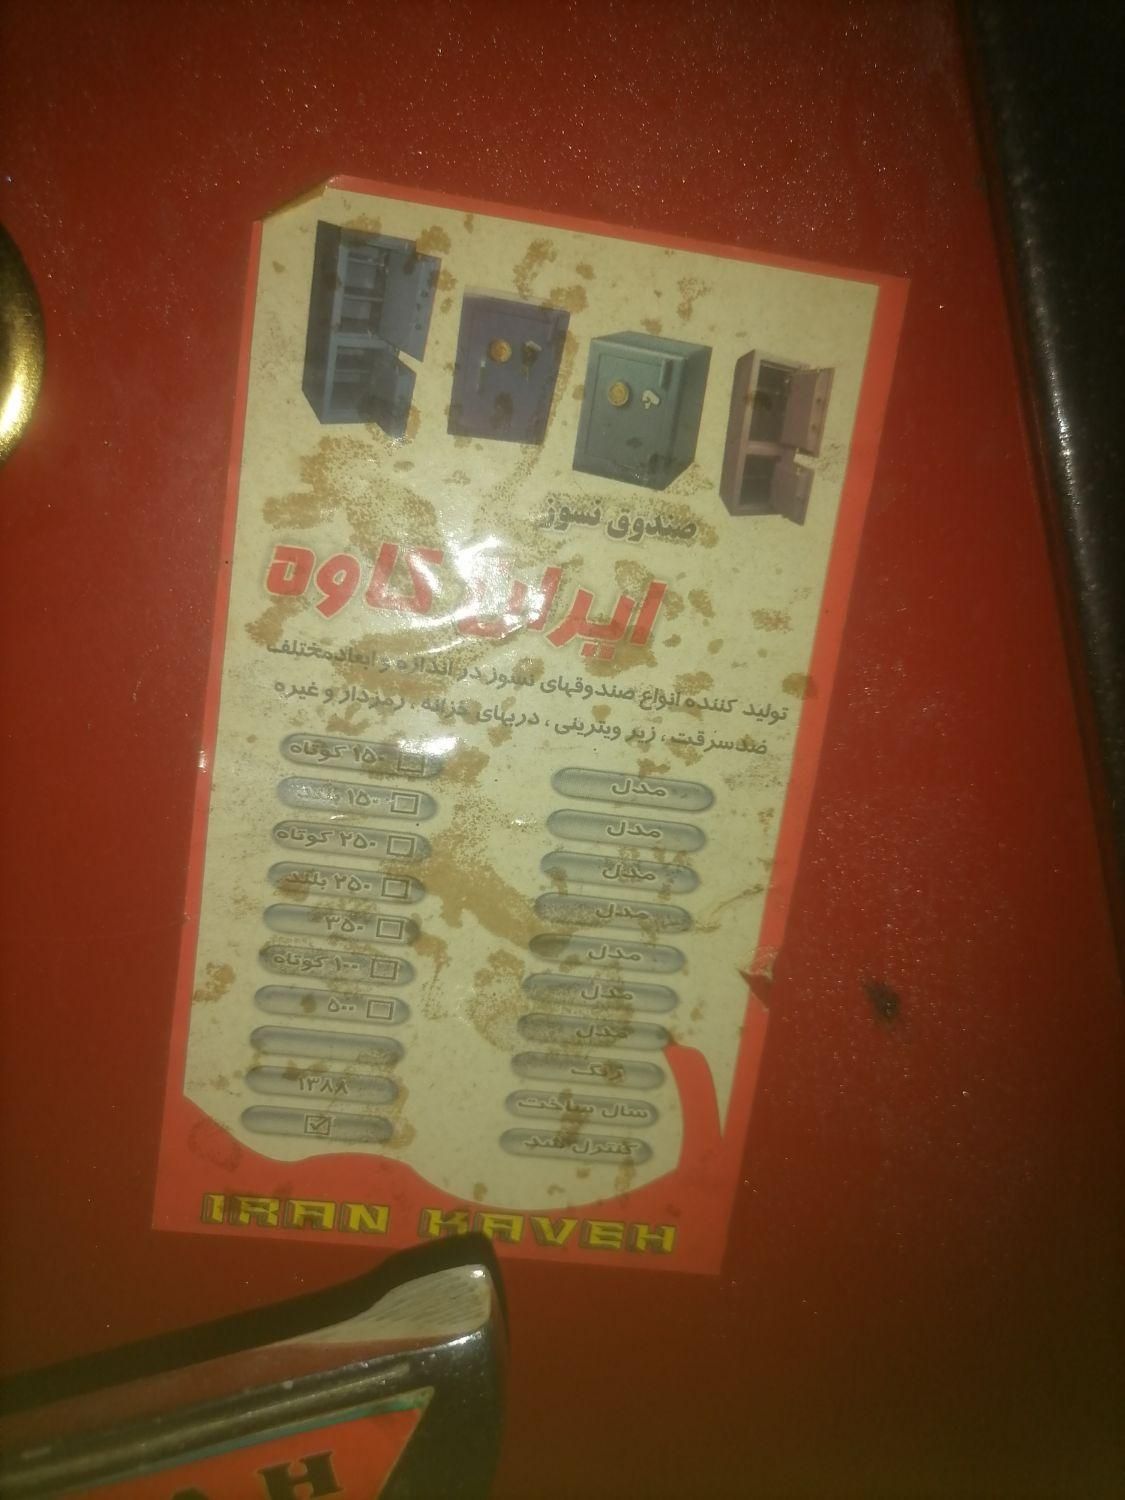 صندوق نسوز
ایران کاوه
تولید کننده انواع صندوقهای نسوز در اندازه و ابعاد مختلف
ضدسرقت ، زیر ویترینی ، دربهای خزانه ، رمزدار و غیره
مدل ۱۵۰ کوتاه
مدل ۱۵۰ بلند
مدل ۲۵۰ کوتاه
مدل ۲۵۰ بلند
مدل ۳۵۰
مدل ۱۰۰ کوتاه
مدل ۵۰۰
رنگ
سال ساخت ۱۳۸۸
کنترل شد ☑
IRAN KAVEH
AH